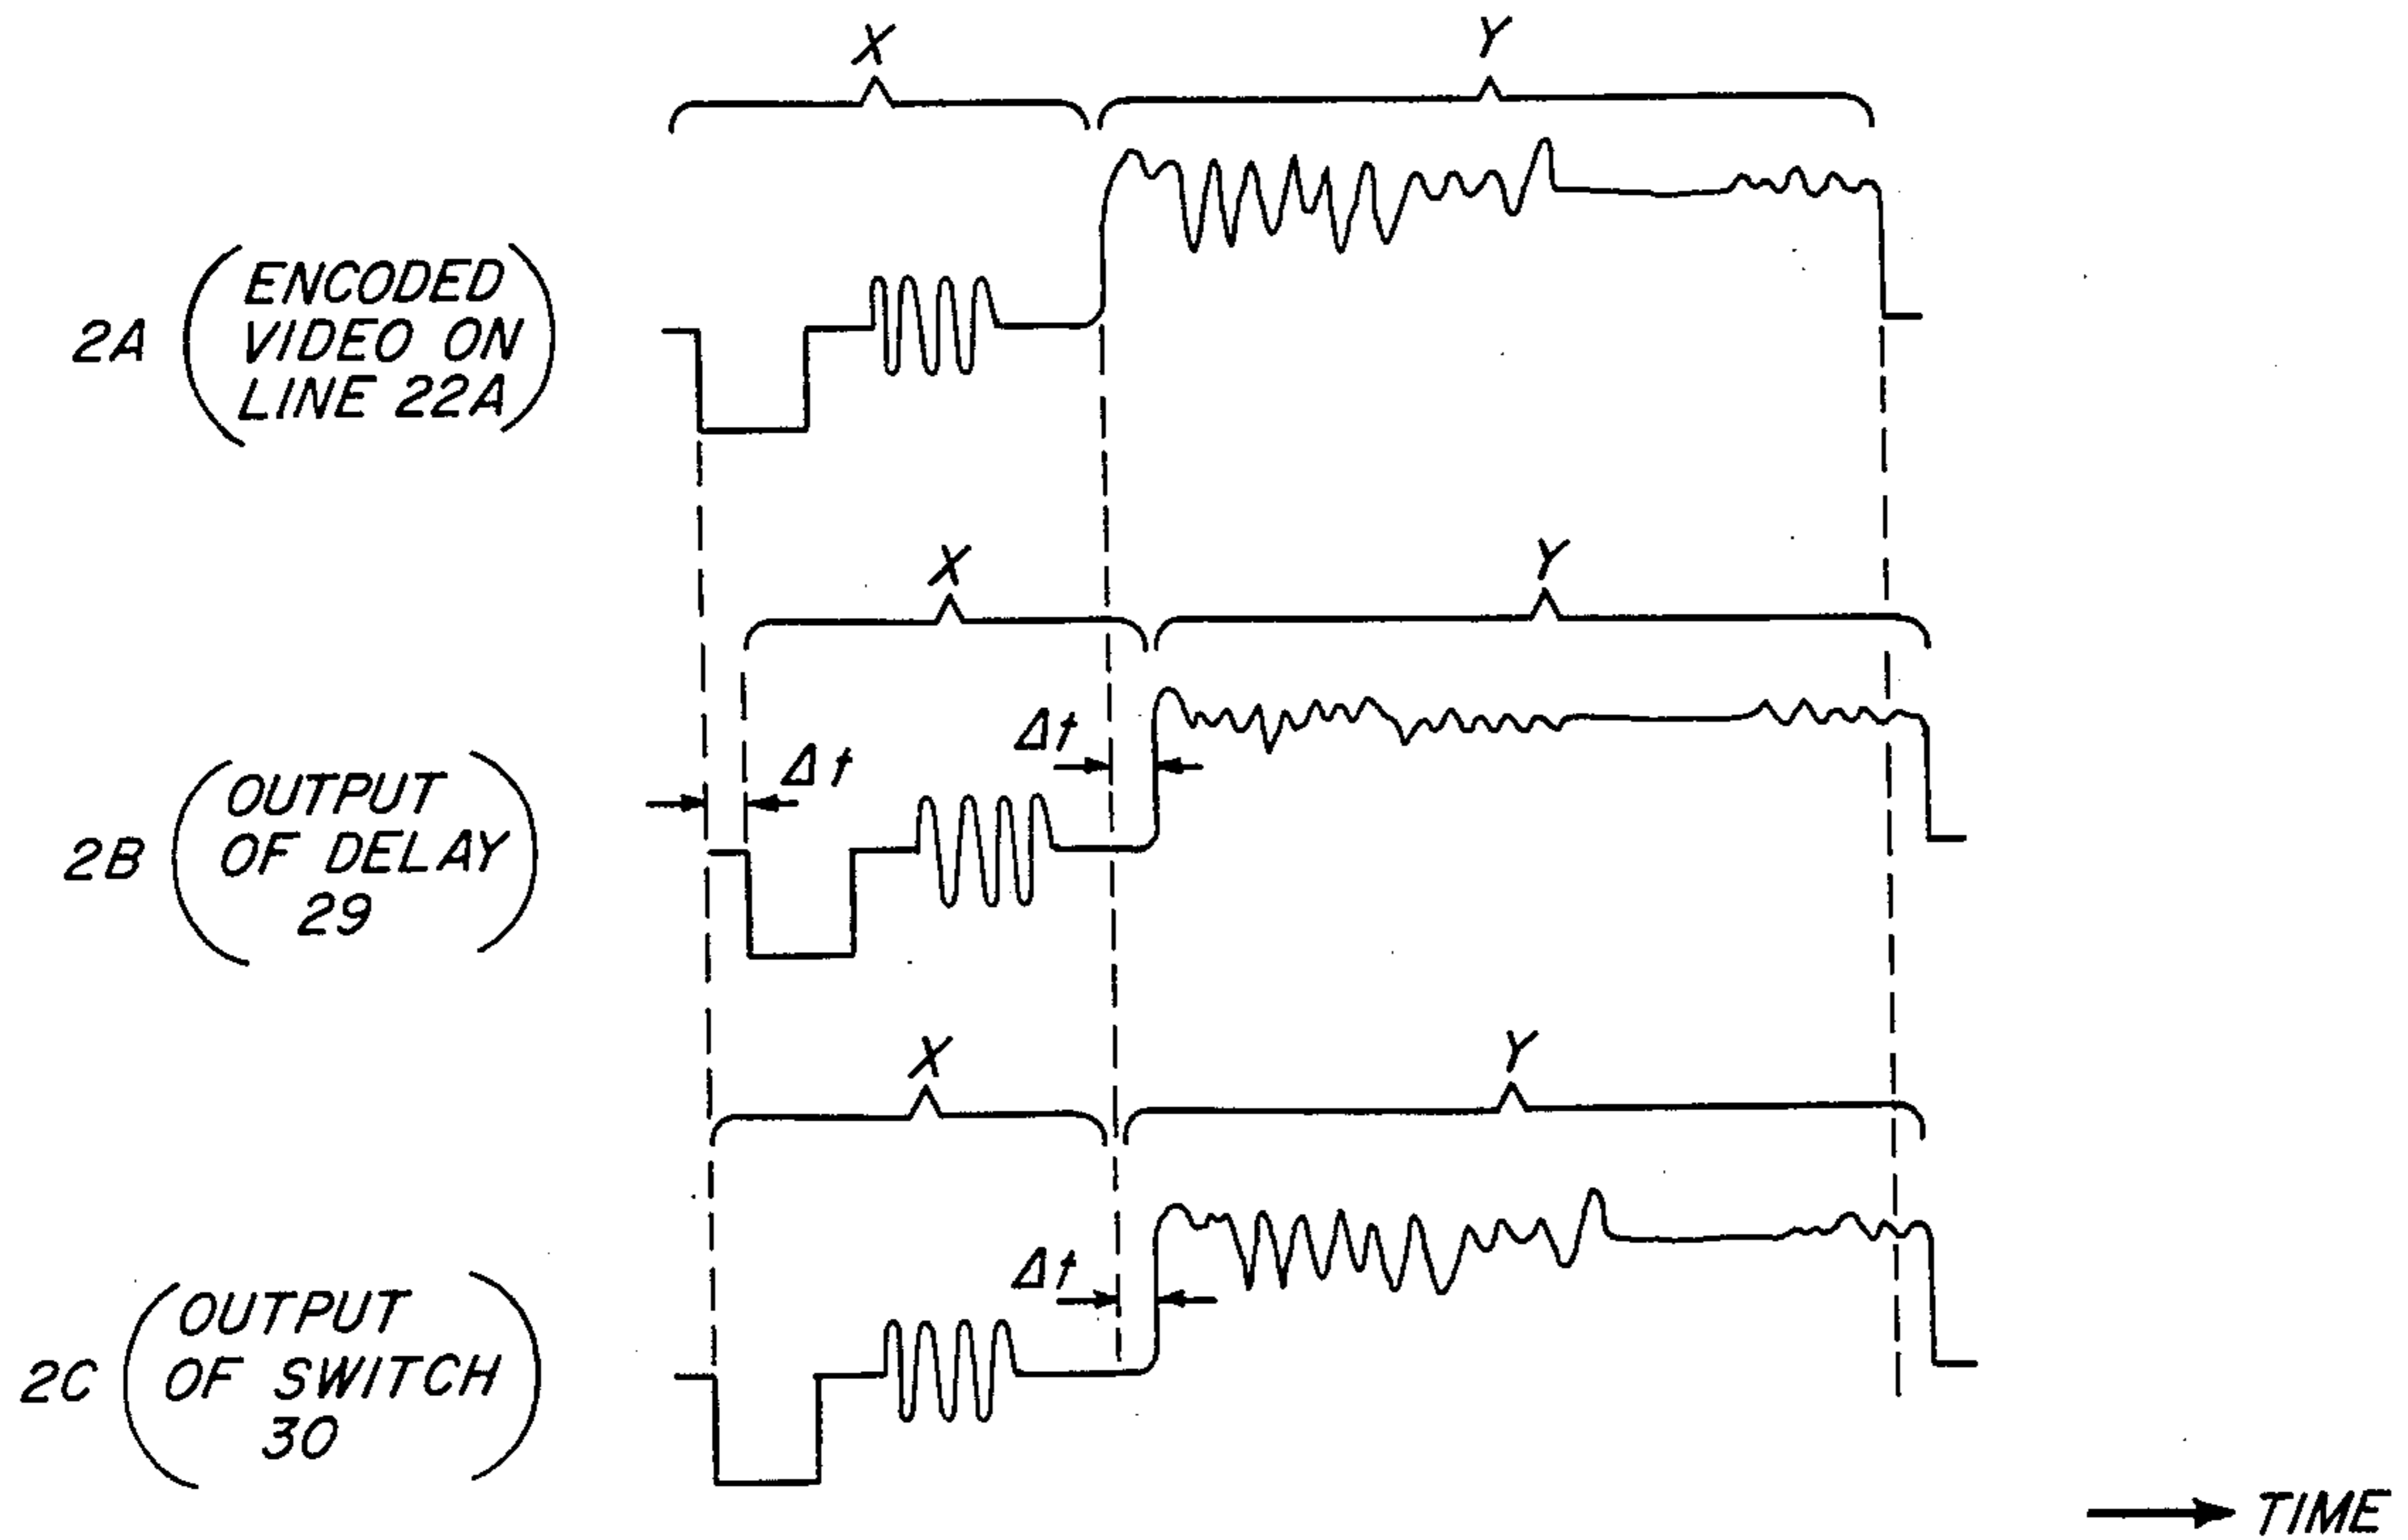 X
Y
2A
ENCODED
VIDEO ON
LINE 22A
X
Y
Δt
Δt
2B
OUTPUT
OF DELAY
29
X
Y
Δt
2C
OUTPUT
OF SWITCH
30
TIME